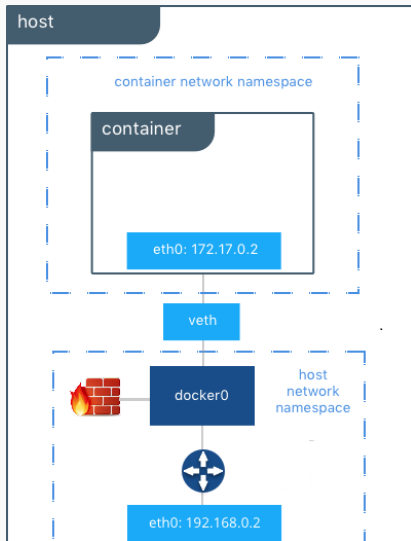 host
container network namespace
container
eth0: 172.17.0.2
veth
host
network
namespace
docker0
eth0: 192.168.0.2